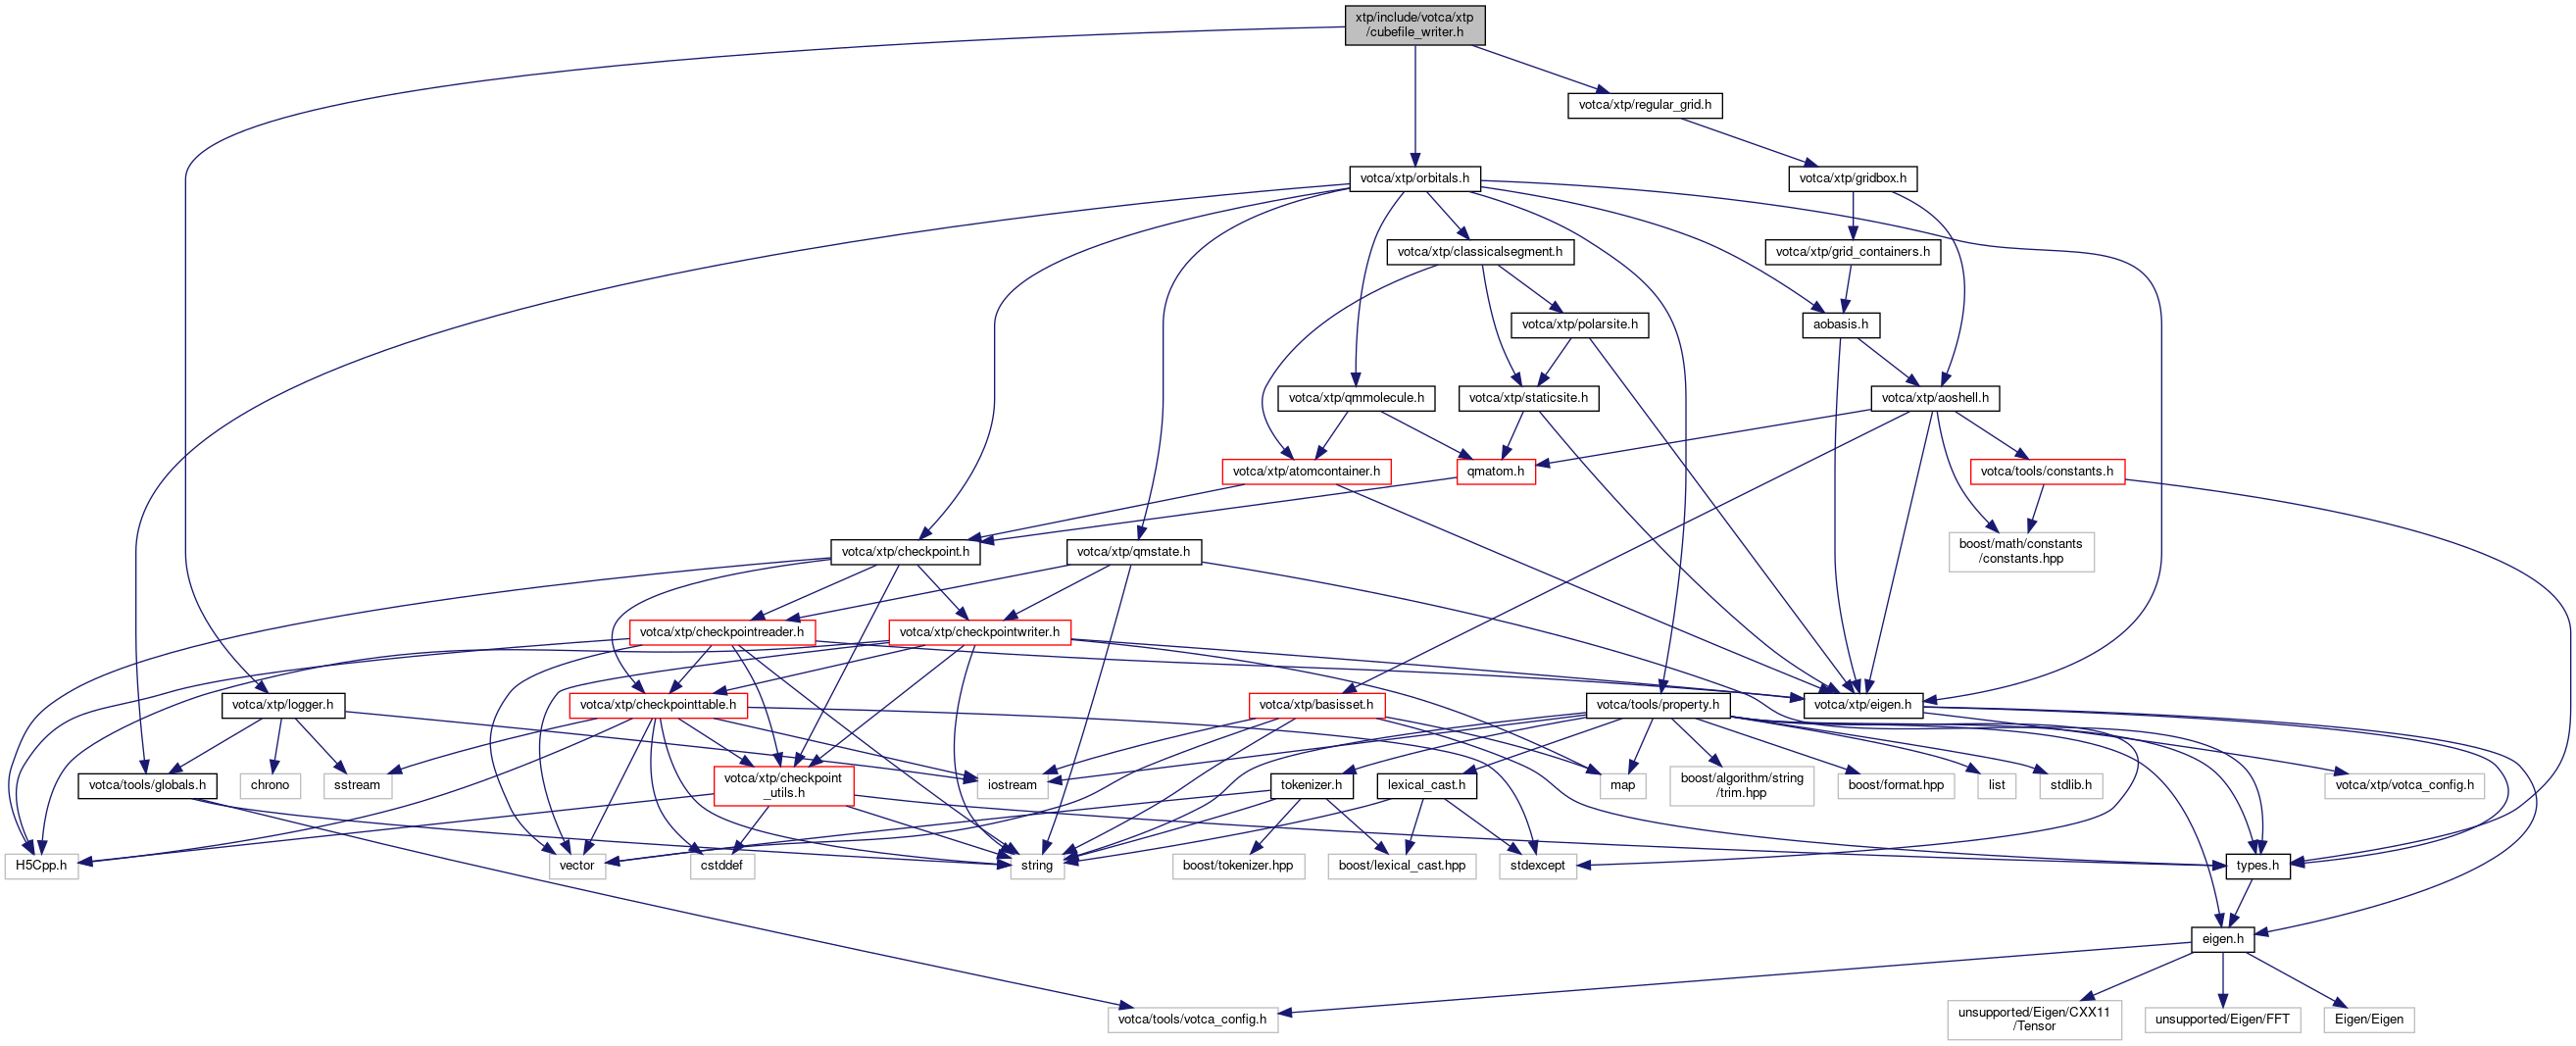 xtp/include/votca/xtp
/cubefile_writer.h
votca/xtp/regular_grid.h
votca/xtp/orbitals.h
votca/xtp/gridbox.h
votca/xtp/classicalsegment.h
votca/xtp/grid_containers.h
votca/xtp/polarsite.h
aobasis.h
votca/xtp/qmmolecule.h
votca/xtp/staticsite.h
votca/xtp/aoshell.h
votca/xtp/atomcontainer.h
qmatom.h
votca/tools/constants.h
votca/xtp/checkpoint.h
votca/xtp/qmstate.h
boost/math/constants
/constants.hpp
votca/xtp/checkpointreader.h
votca/xtp/checkpointwriter.h
votca/xtp/logger.h
votca/xtp/checkpointtable.h
votca/xtp/basisset.h
votca/tools/property.h
votca/xtp/eigen.h
votca/tools/globals.h
chrono
sstream
votca/xtp/checkpoint
_utils.h
iostream
tokenizer.h
lexical_cast.h
map
boost/algorithm/string
/trim.hpp
boost/format.hpp
list
stdlib.h
votca/xtp/votca_config.h
H5Cpp.h
vector
cstddef
string
boost/tokenizer.hpp
boost/lexical_cast.hpp
stdexcept
types.h
eigen.h
votca/tools/votca_config.h
unsupported/Eigen/CXX11
/Tensor
unsupported/Eigen/FFT
Eigen/Eigen